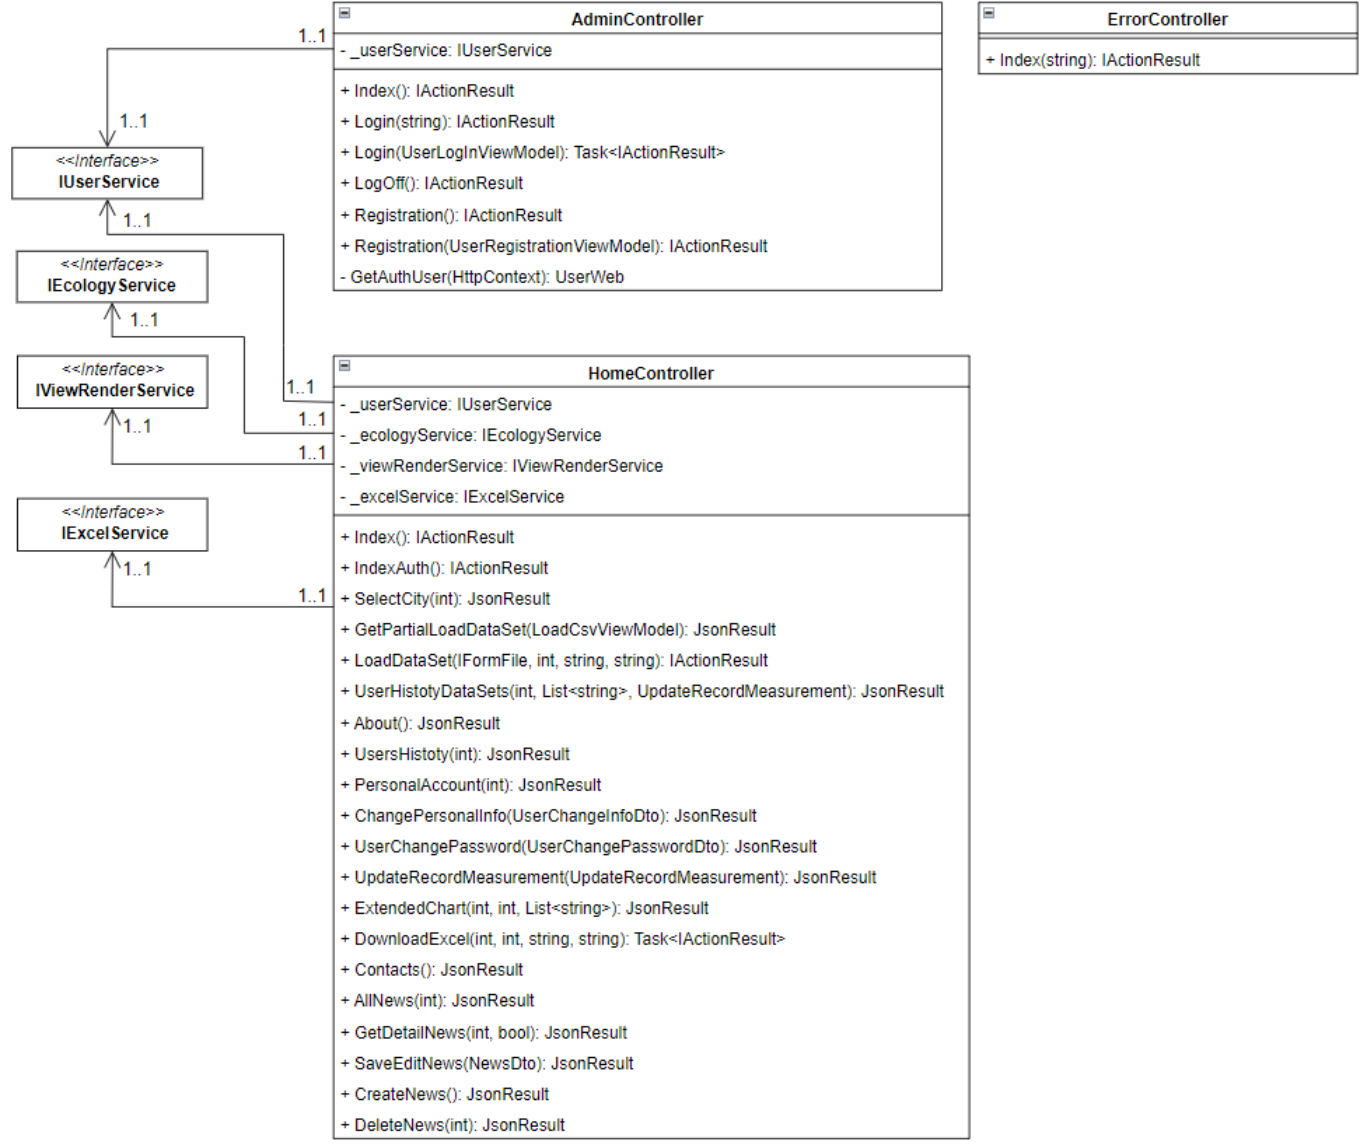 AdminController
- _userService: IUserService
+ Index(): IActionResult
+ Login(string): IActionResult
+ Login(UserLogInViewModel): Task<IActionResult>
+ LogOff(): IActionResult
+ Registration(): IActionResult
+ Registration(UserRegistrationViewModel): IActionResult
- GetAuthUser(HttpContext): UserWeb
ErrorController
+ Index(string): IActionResult
1..1
1..1
<<Interface>>
IUserService
1..1
<<Interface>>
IEcologyService
1..1
<<Interface>>
IViewRenderService
1..1
<<Interface>>
IExcelService
1..1
1..1
1..1
1..1
1..1
HomeController
- _userService: IUserService
- _ecologyService: IEcologyService
- _viewRenderService: IViewRenderService
- _excelService: IExcelService
+ Index(): IActionResult
+ IndexAuth(): IActionResult
+ SelectCity(int): JsonResult
+ GetPartialLoadDataSet(LoadCsvViewModel): JsonResult
+ LoadDataSet(IFormFile, int, string, string): IActionResult
+ UserHistotyDataSets(int, List<string>, UpdateRecordMeasurement): JsonResult
+ About(): JsonResult
+ UsersHistoty(int): JsonResult
+ PersonalAccount(int): JsonResult
+ ChangePersonalInfo(UserChangeInfoDto): JsonResult
+ UserChangePassword(UserChangePasswordDto): JsonResult
+ UpdateRecordMeasurement(UpdateRecordMeasurement): JsonResult
+ ExtendedChart(int, int, List<string>): JsonResult
+ DownloadExcel(int, int, string, string): Task<IActionResult>
+ Contacts(): JsonResult
+ AllNews(int): JsonResult
+ GetDetailNews(int, bool): JsonResult
+ SaveEditNews(NewsDto): JsonResult
+ CreateNews(): JsonResult
+ DeleteNews(int): JsonResult